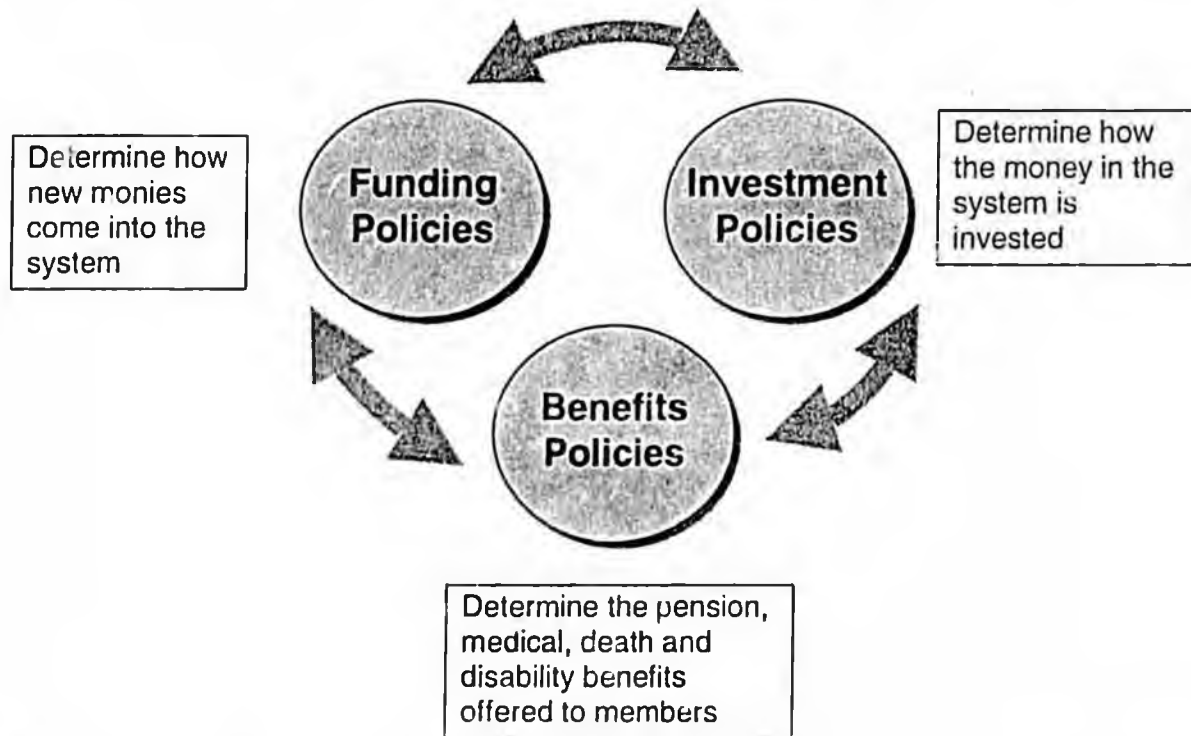 Determine how
new monies
come into the
system
Funding
Policies
Investment
Policies
Determine how
the money in the
system is
invested
Benefits
Policies
Determine the pension,
medical, death and
disability benefits
offered to members